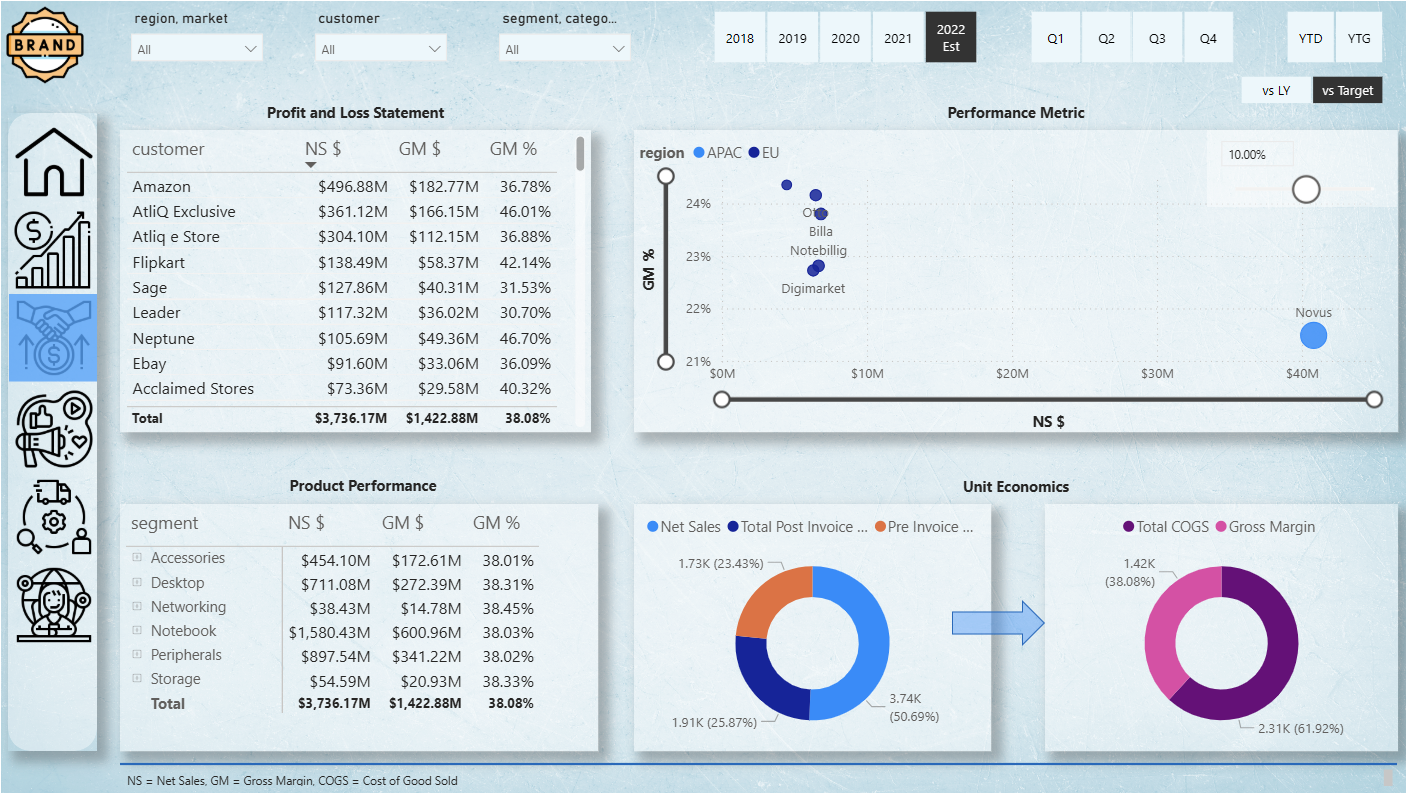 BRAND
region, market
customer
segment, catego...
All
All
All
2018
2019
2020
2021
2022
Est
Q1
Q2
Q3
Q4
YTD
YTG
vs LY
vs Target
Profit and Loss Statement
customer NS $ GM $ GM %
Amazon $496.88M $182.77M 36.78%
AtliQ Exclusive $361.12M $166.15M 46.01%
Atliq e Store $304.10M $112.15M 36.88%
Flipkart $138.49M $58.37M 42.14%
Sage $127.86M $40.31M 31.53%
Leader $117.32M $36.02M 30.70%
Neptune $105.69M $49.36M 46.70%
Ebay $91.60M $33.06M 36.09%
Acclaimed Stores $73.36M $29.58M 40.32%
Total $3,736.17M $1,422.88M 38.08%
Performance Metric
region APAC EU
10.00%
GM %
24%
23%
22%
21%
Billa
Notebillig
Digimarket
Novus
$0M $10M $20M $30M $40M
NS $
Product Performance
segment NS $ GM $ GM %
Accessories $454.10M $172.61M 38.01%
Desktop $711.08M $272.39M 38.31%
Networking $38.43M $14.78M 38.45%
Notebook $1,580.43M $600.96M 38.03%
Peripherals $897.54M $341.22M 38.02%
Storage $54.59M $20.93M 38.33%
Total $3,736.17M $1,422.88M 38.08%
Unit Economics
Net Sales Total Post Invoice ... Pre Invoice ...
1.73K (23.43%)
3.74K
(50.69%)
1.91K (25.87%)
Total COGS Gross Margin
1.42K
(38.08%)
2.31K (61.92%)
NS = Net Sales, GM = Gross Margin, COGS = Cost of Good Sold